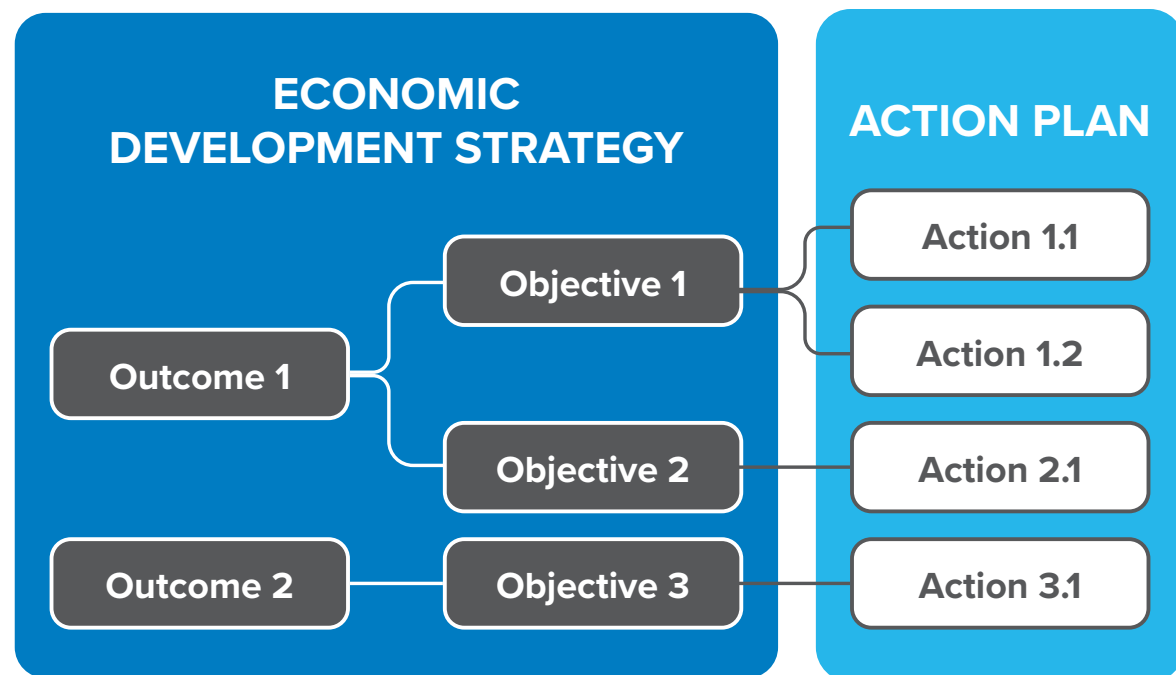 ECONOMIC
DEVELOPMENT STRATEGY
Outcome 1
Objective 1
Objective 2
Outcome 2
Objective 3
ACTION PLAN
Action 1.1
Action 1.2
Action 2.1
Action 3.1